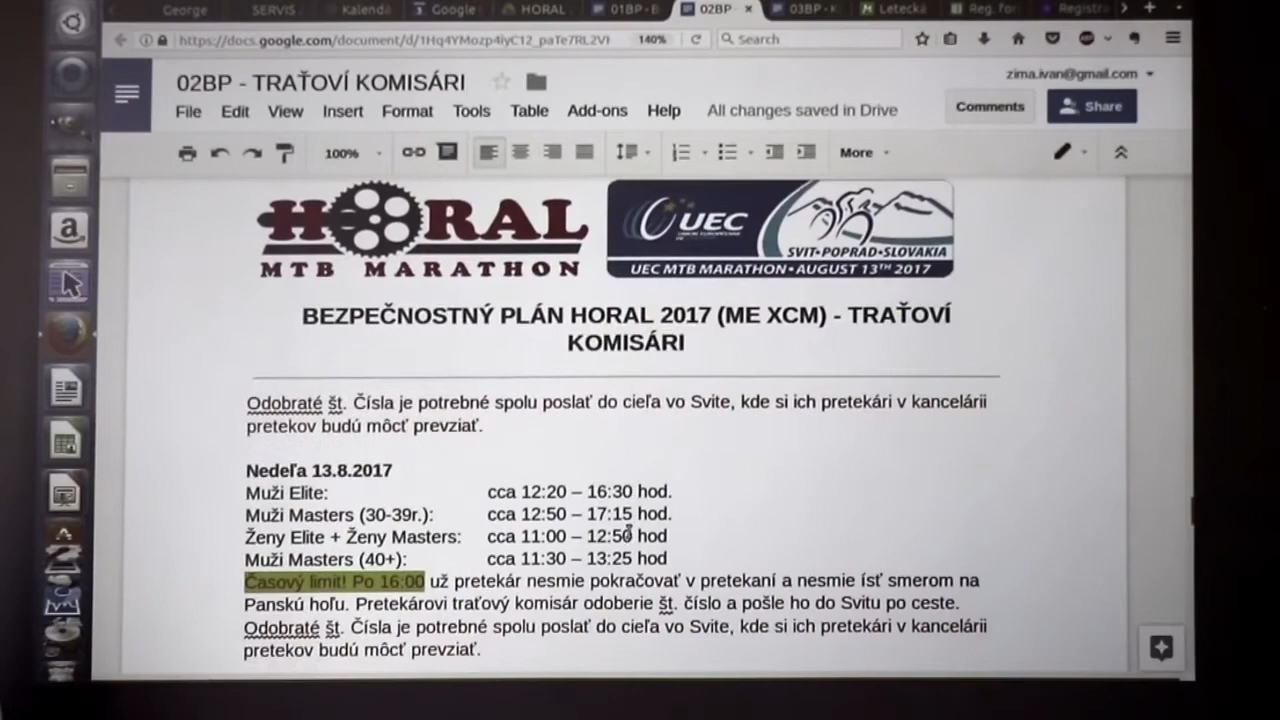 George
SERVIS
Kalendá
Google
HORAL
01BP - B
02BP -
03BP - K
Letecká
Reg. for
Registrá
https://docs.google.com/document/d/1Hq4YMozp4iyC12_paTe7RL2VI
140%
Search
02BP - TRAŤOVÍ KOMISÁRI
zima.ivan@gmail.com
File Edit View Insert Format Tools Table Add-ons Help All changes saved in Drive
Comments
Share
100%
More
HORAL
MTB MARATHON
UEC
SVIT•POPRAD•SLOVAKIA
UEC MTB MARATHON•AUGUST 13TH 2017
BEZPEČNOSTNÝ PLÁN HORAL 2017 (ME XCM) - TRAŤOVÍ
KOMISÁRI
Odobraté št. Čísla je potrebné spolu poslať do cieľa vo Svite, kde si ich pretekári v kancelárii
pretekov budú môcť prevziať.
Nedeľa 13.8.2017
Muži Elite: cca 12:20 – 16:30 hod.
Muži Masters (30-39r.): cca 12:50 – 17:15 hod.
Ženy Elite + Ženy Masters: cca 11:00 – 12:50 hod
Muži Masters (40+): cca 11:30 – 13:25 hod
Časový limit! Po 16:00 už pretekár nesmie pokračovať v pretekaní a nesmie ísť smerom na
Panskú hoľu. Pretekárovi traťový komisár odoberie št. číslo a pošle ho do Svitu po ceste.
Odobraté št. Čísla je potrebné spolu poslať do cieľa vo Svite, kde si ich pretekári v kancelárii
pretekov budú môcť prevziať.